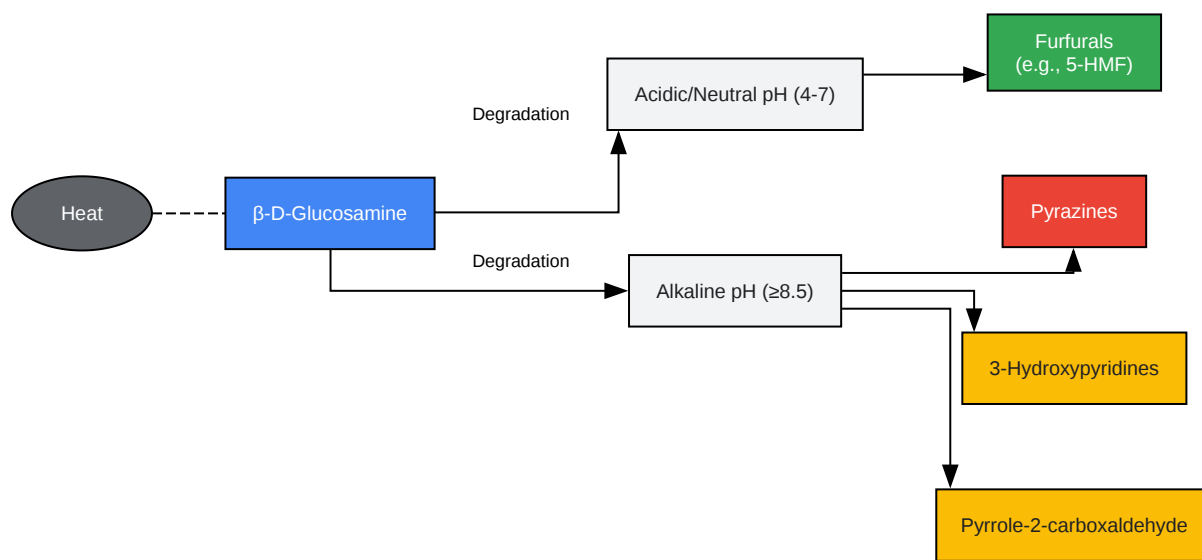 Furfurals
(e.g., 5-HMF)
Acidic/Neutral pH (4-7)
Degradation
Heat
β-D-Glucosamine
Pyrazines
Degradation
Alkaline pH (≥8.5)
3-Hydroxypyridines
Pyrrole-2-carboxaldehyde